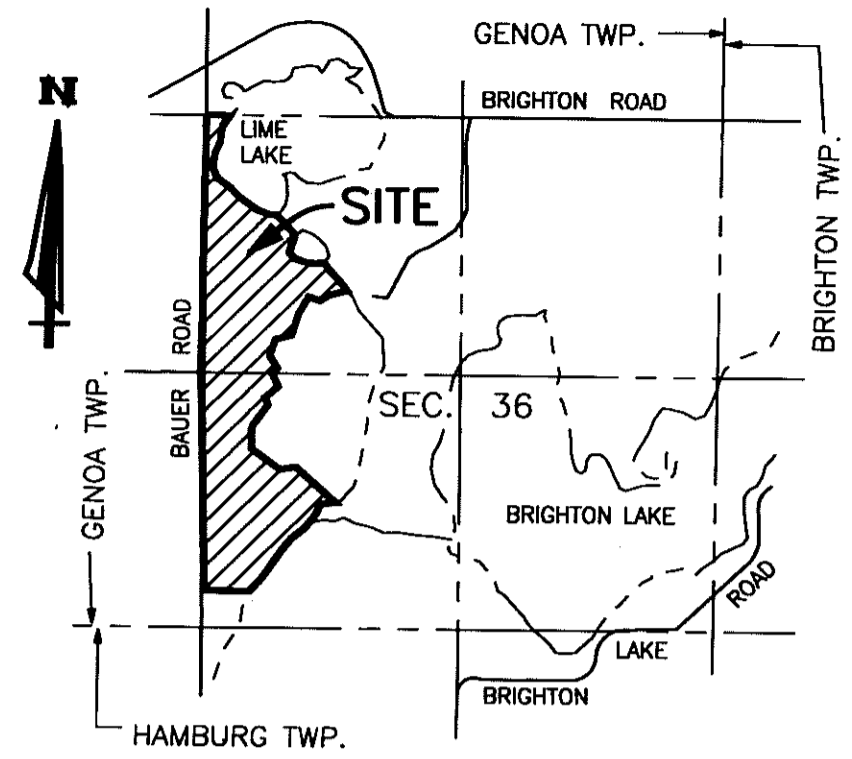 GENOA TWP.
N
BRIGHTON ROAD
LIME
LAKE
BRIGHTON TWP.
SITE
BAUER ROAD
GENOA TWP.
SEC. 36
BRIGHTON LAKE
ROAD
LAKE
BRIGHTON
HAMBURG TWP.